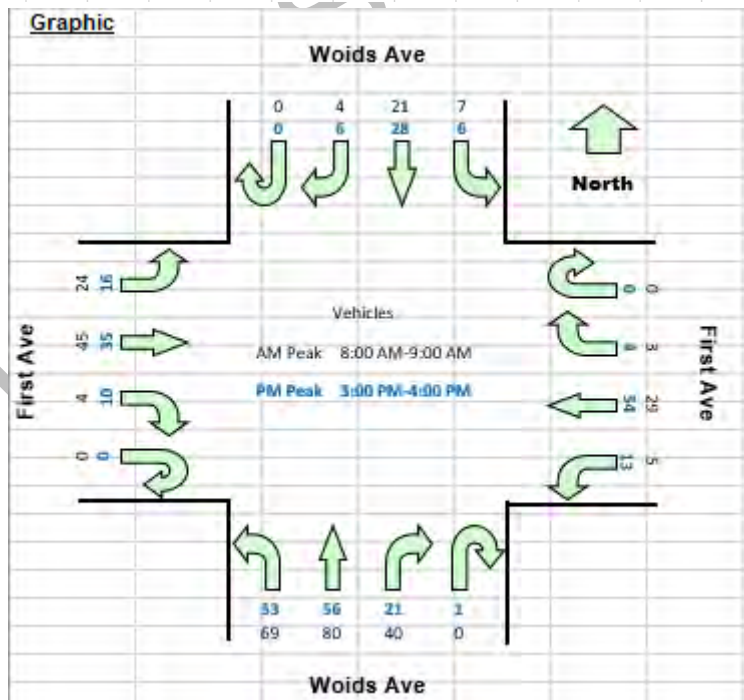 Graphic
Woids Ave
0 4 21 7
0 6 28 6
North
24 16
0 0
Vehicles
45 35
AM Peak 8:00 AM-9:00 AM
4 3
First Ave
First Ave
4 10
PM Peak 3:00 PM-4:00 PM
54 29
0 0
13 5
53 56 21 1
69 80 40 0
Woids Ave